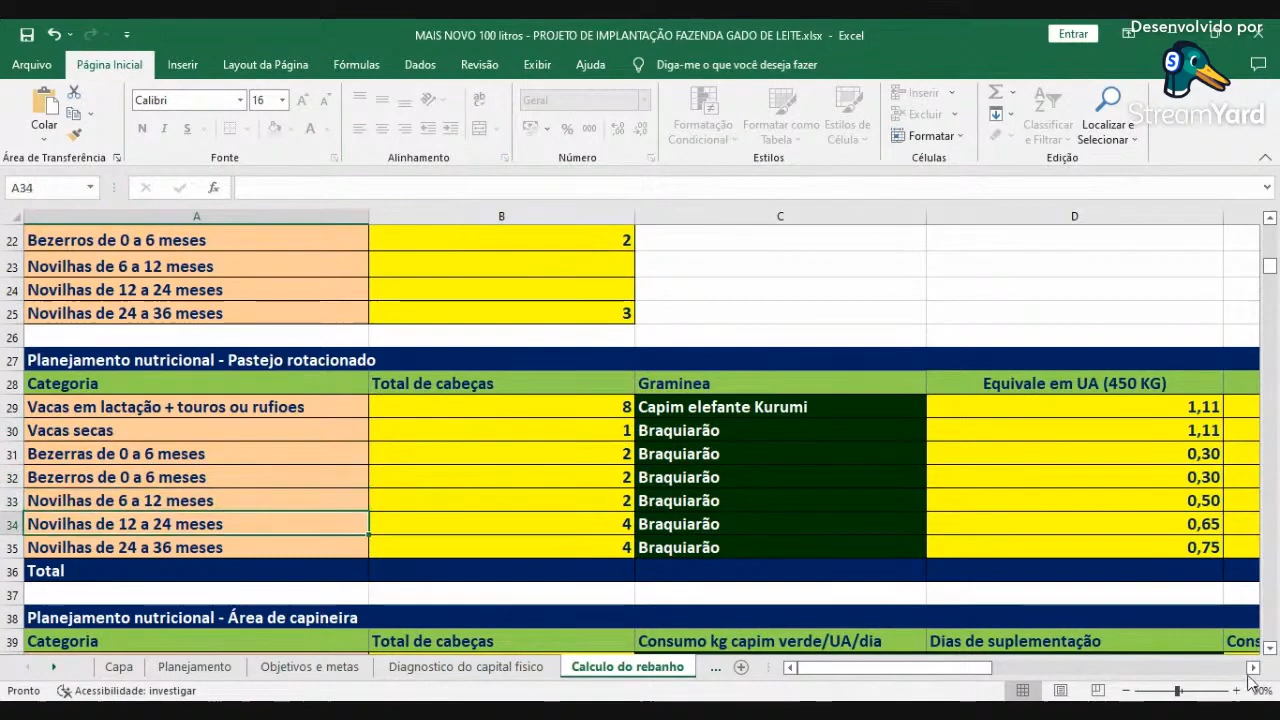 Desenvolvido por
StreamYard
MAIS NOVO 100 litros - PROJETO DE IMPLANTAÇÃO FAZENDA GADO DE LEITE.xlsx - Excel
Entrar
Arquivo Página Inicial Inserir Layout da Página Fórmulas Dados Revisão Exibir Ajuda Diga-me o que você deseja fazer
Colar
Calibri 16
N I S
Geral
% 000
Formatação Condicional
Formatar como Tabela
Estilos de Célula
Inserir
Excluir
Formatar
Classificar e Filtrar
Localizar e Selecionar
Área de Transferência Fonte Alinhamento Número Estilos Células Edição
A34 fx
A B C D
22 Bezerros de 0 a 6 meses 2
23 Novilhas de 6 a 12 meses
24 Novilhas de 12 a 24 meses
25 Novilhas de 24 a 36 meses 3
26
27 Planejamento nutricional - Pastejo rotacionado
28 Categoria Total de cabeças Graminea Equivale em UA (450 KG)
29 Vacas em lactação + touros ou rufioes 8 Capim elefante Kurumi 1,11
30 Vacas secas 1 Braquiarão 1,11
31 Bezerras de 0 a 6 meses 2 Braquiarão 0,30
32 Bezerros de 0 a 6 meses 2 Braquiarão 0,30
33 Novilhas de 6 a 12 meses 2 Braquiarão 0,50
34 Novilhas de 12 a 24 meses 4 Braquiarão 0,65
35 Novilhas de 24 a 36 meses 4 Braquiarão 0,75
36 Total
37
38 Planejamento nutricional - Área de capineira
39 Categoria Total de cabeças Consumo kg capim verde/UA/dia Dias de suplementação Cons
Capa Planejamento Objetivos e metas Diagnostico do capital fisico Calculo do rebanho ...
Pronto Acessibilidade: investigar